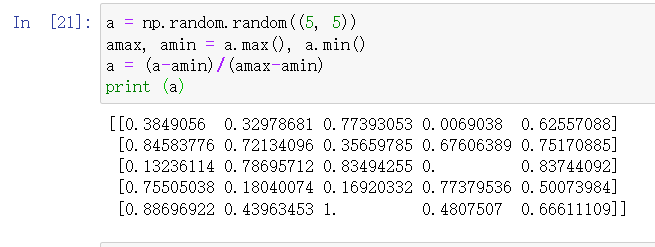 In [21]: a = np.random.random((5, 5))
amax, amin = a.max(), a.min()
a = (a-amin)/(amax-amin)
print (a)
[[0.3849056 0.32978681 0.77393053 0.0069038 0.62557088]
[0.84583776 0.72134096 0.35659785 0.67606389 0.75170885]
[0.13236114 0.78695712 0.83494255 0. 0.83744092]
[0.75505038 0.18040074 0.16920332 0.77379536 0.50073984]
[0.88696922 0.43963453 1. 0.4807507 0.66611109]]